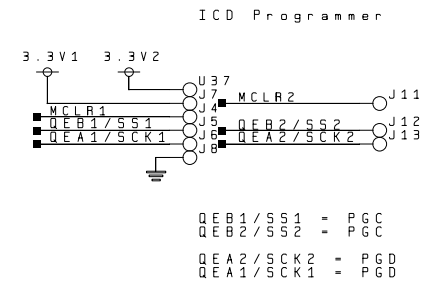 ICD Programmer
3.3V1 3.3V2
U37
J7
MCLR2 J11
J4
MCLR1
J5
QEB1/SS1 QEB2/SS2 J12
J6
QEA1/SCK1 QEA2/SCK2 J13
J8
QEB1/SS1 = PGC
QEB2/SS2 = PGC
QEA2/SCK2 = PGD
QEA1/SCK1 = PGD